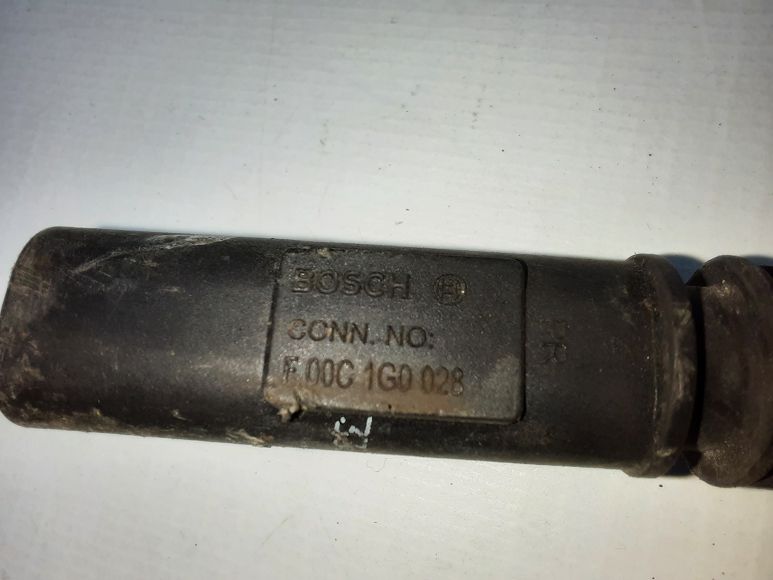 BOSCH
CONN. NO:
F 00C 1G0 028